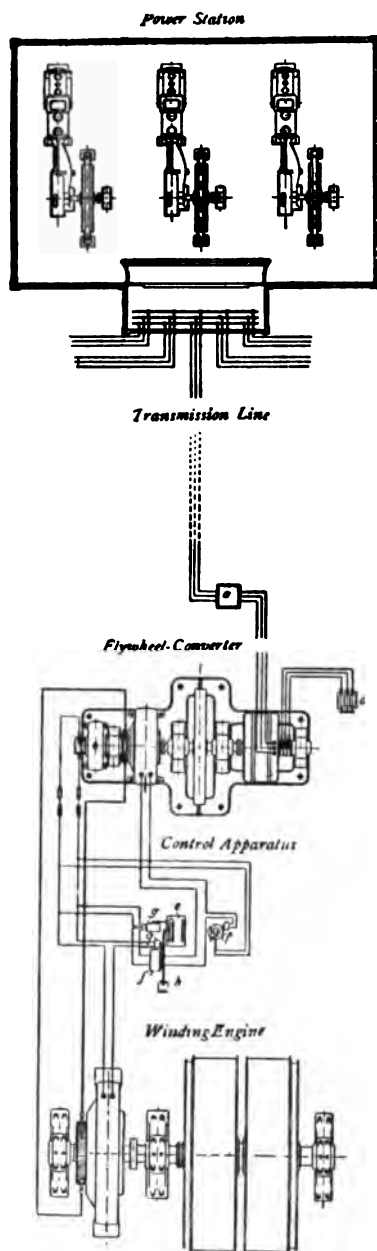 Power Station
Transmission Line
Flywheel-Converter
Control Apparatus
g
e
f
h
Winding Engine